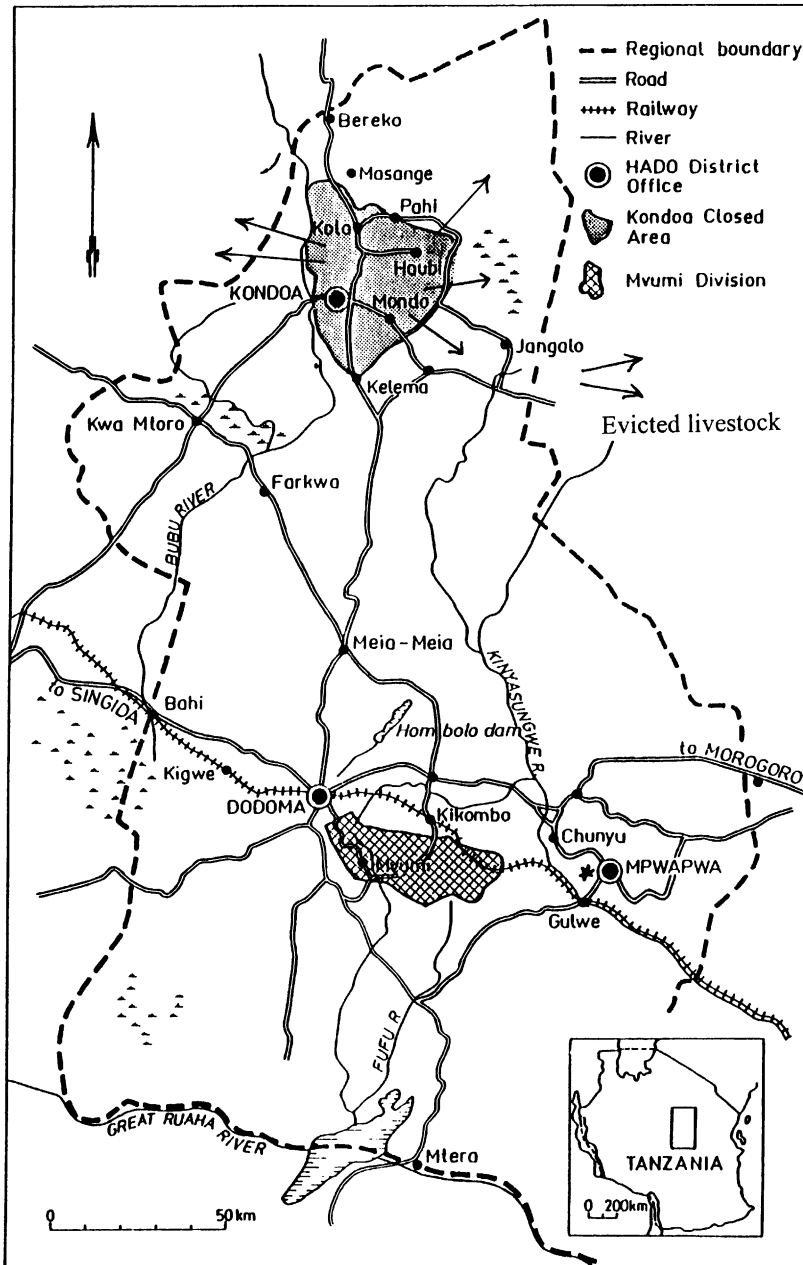 Regional boundary
Road
Railway
River
HADO District
Office
Kondoa Closed
Area
Mvumi Division
Bereko
Masange
Pahi
Kola
Haubi
KONDOA
Mondo
Jangalo
Kelema
Kwa Mtoro
Evicted livestock
Farkwa
BUBU RIVER
Meia-Meia
KINYASUNGWE R.
to SINGIDA
Bahi
Hombolo dam
to MOROGORO
Kigwe
DODOMA
Kikombo
Chunyu
Mvumi
MPWAPWA
Gulwe
FUFU R
GREAT RUAHA RIVER
Mtera
TANZANIA
0 50km
0 200km